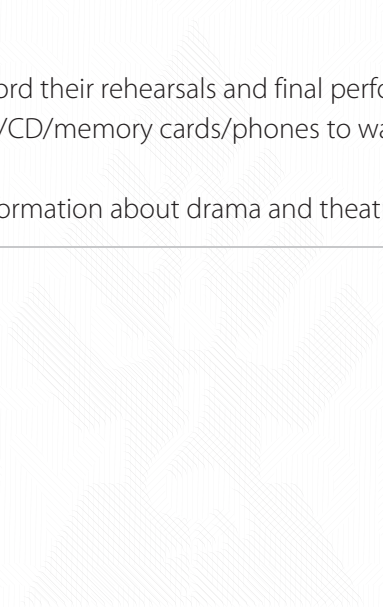 ord their rehearsals and final perfo
/CD/memory cards/phones to wa
ormation about drama and theat